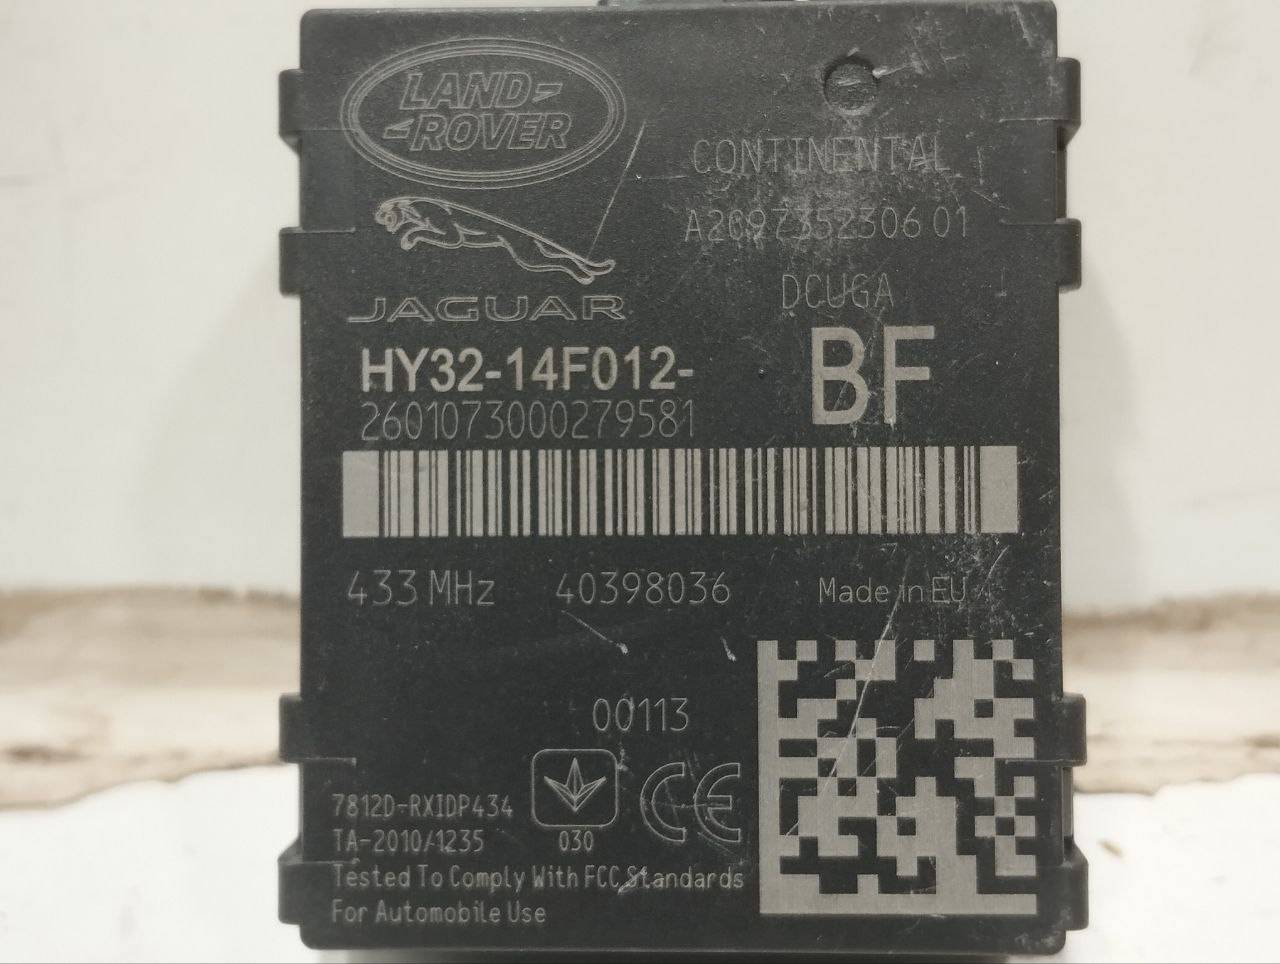 LAND-
-ROVER
CONTINENTAL
A2C97352306 01
DCUGA
JAGUAR
HY32-14F012-
BF
2601073000279581
433 MHz 40398036 Made in EU
00113
7812D-RXIDP434
TA-2010/1235
030
CE
Tested To Comply With FCC Standards
For Automobile Use